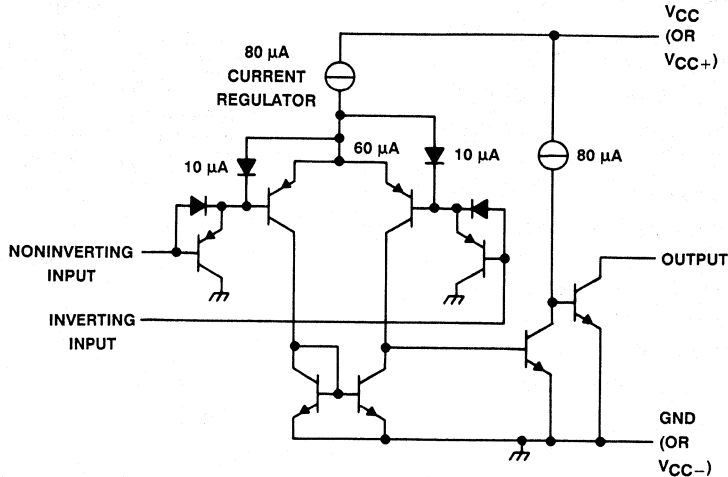 VCC
(OR
VCC+)
80 μA
CURRENT
REGULATOR
60 μA
10 μA
10 μA
80 μA
NONINVERTING
INPUT
OUTPUT
INVERTING
INPUT
GND
(OR
VCC−)